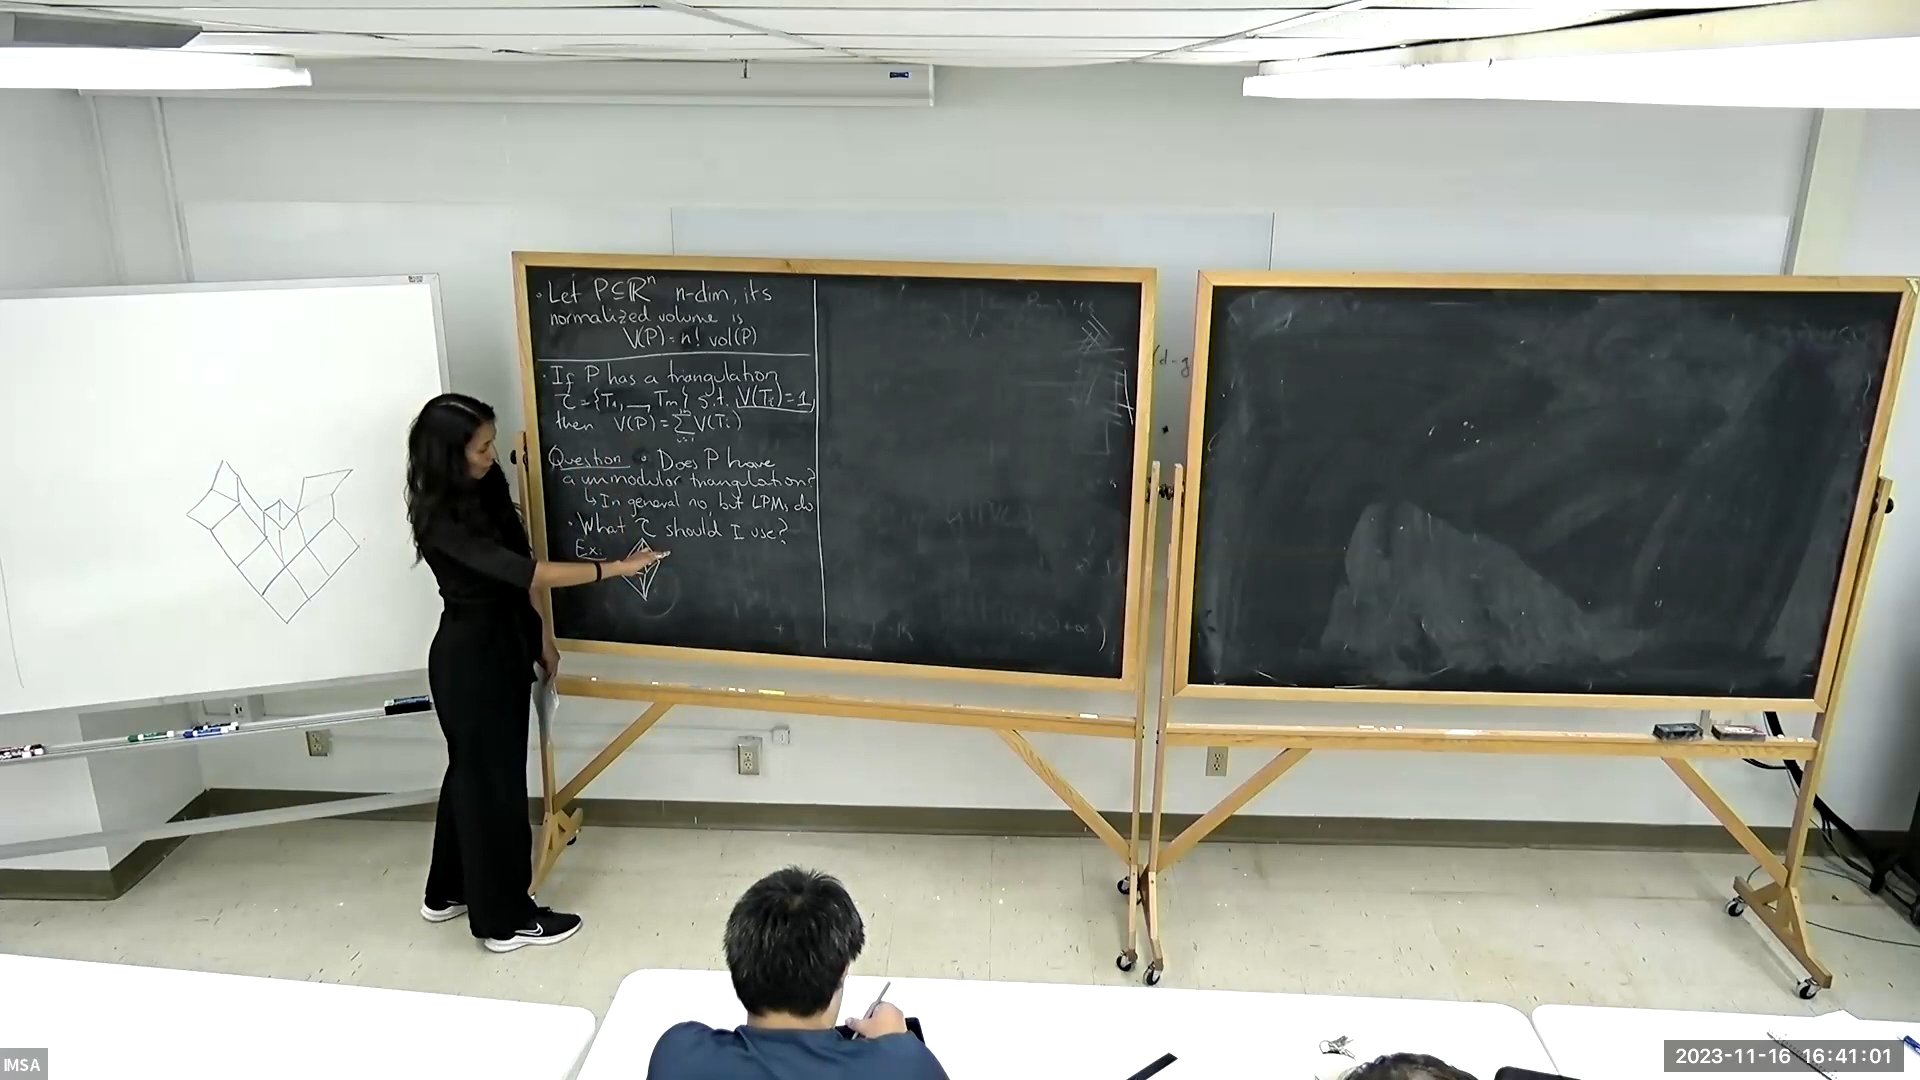 • Let P⊆ℝⁿ n-dim, its
normalized volume is
V(P) = n! vol(P)
• If P has a triangulation
τ = {T₁, —, Tₘ} s.t. V(Tᵢ)=1,
then V(P) = Σᵢ₌₁ᵐ V(Tᵢ)
Question • Does P have
a unimodular triangulation?
↳ In general no, but LPMs do
• What τ should I use?
Ex:
IMSA
2023-11-16 16:41:01